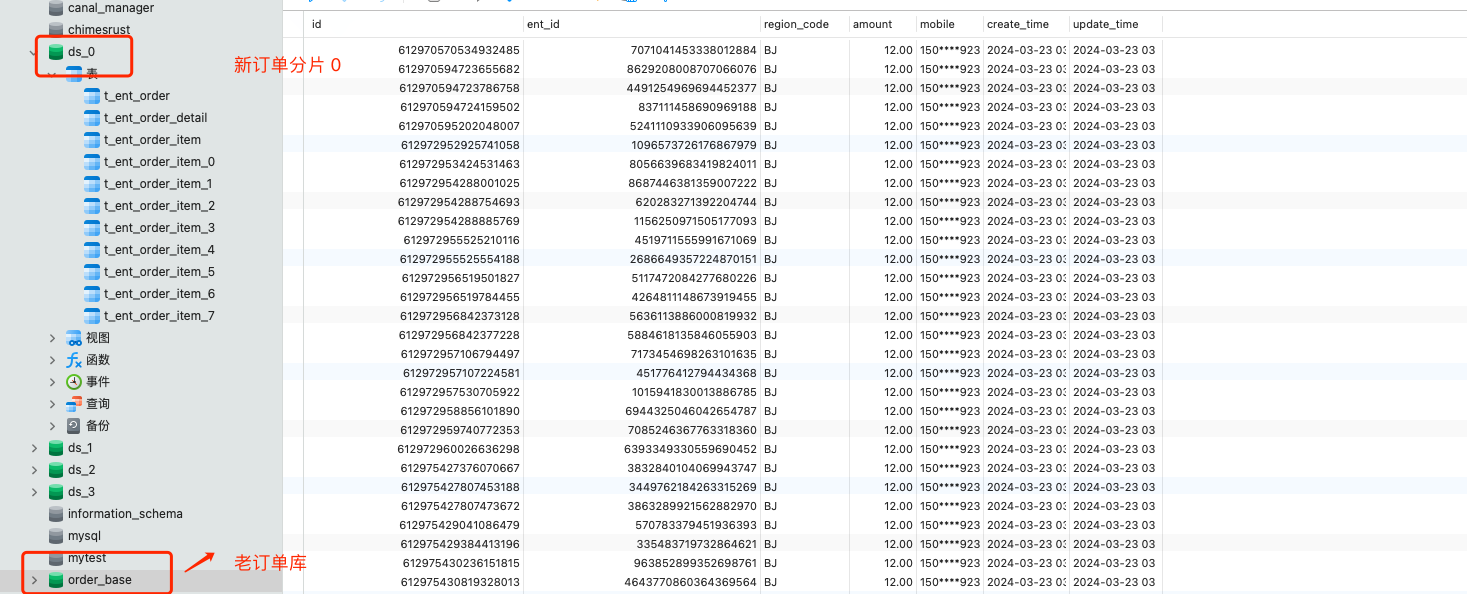 canal_manager
chimesrust
ds_0
表
t_ent_order
t_ent_order_detail
t_ent_order_item
t_ent_order_item_0
t_ent_order_item_1
t_ent_order_item_2
t_ent_order_item_3
t_ent_order_item_4
t_ent_order_item_5
t_ent_order_item_6
t_ent_order_item_7
视图
函数
事件
查询
备份
ds_1
ds_2
ds_3
information_schema
mysql
mytest
order_base
新订单分片 0
老订单库
id ent_id region_code amount mobile create_time update_time
612970570534932485 7071041453338012884 BJ 12.00 150****923 2024-03-23 03 2024-03-23 03
612970594723655682 8629208008707066076 BJ 12.00 150****923 2024-03-23 03 2024-03-23 03
612970594723786758 4491254969694452377 BJ 12.00 150****923 2024-03-23 03 2024-03-23 03
612970594724159502 837111458690969188 BJ 12.00 150****923 2024-03-23 03 2024-03-23 03
612970595202048007 5241110933906095639 BJ 12.00 150****923 2024-03-23 03 2024-03-23 03
612972952925741058 1096573726176867979 BJ 12.00 150****923 2024-03-23 03 2024-03-23 03
612972953424531463 8056639683419824011 BJ 12.00 150****923 2024-03-23 03 2024-03-23 03
612972954288001025 8687446381359007222 BJ 12.00 150****923 2024-03-23 03 2024-03-23 03
612972954288754693 620283271392204744 BJ 12.00 150****923 2024-03-23 03 2024-03-23 03
612972954288885769 1156250971505177093 BJ 12.00 150****923 2024-03-23 03 2024-03-23 03
612972955525210116 4519711555991671069 BJ 12.00 150****923 2024-03-23 03 2024-03-23 03
612972955525554188 2686649357224870151 BJ 12.00 150****923 2024-03-23 03 2024-03-23 03
612972956519501827 5117472084277680226 BJ 12.00 150****923 2024-03-23 03 2024-03-23 03
612972956519784455 4264811148673919455 BJ 12.00 150****923 2024-03-23 03 2024-03-23 03
612972956842373128 5636113886000819932 BJ 12.00 150****923 2024-03-23 03 2024-03-23 03
612972956842377228 5884618135846055903 BJ 12.00 150****923 2024-03-23 03 2024-03-23 03
612972957106794497 7173454698263101635 BJ 12.00 150****923 2024-03-23 03 2024-03-23 03
612972957107224581 451776412794434368 BJ 12.00 150****923 2024-03-23 03 2024-03-23 03
612972957530705922 1015941830013886785 BJ 12.00 150****923 2024-03-23 03 2024-03-23 03
612972958856101890 6944325046042654787 BJ 12.00 150****923 2024-03-23 03 2024-03-23 03
612972959740772353 7085246367763318360 BJ 12.00 150****923 2024-03-23 03 2024-03-23 03
612972960026636298 6393349330559690452 BJ 12.00 150****923 2024-03-23 03 2024-03-23 03
612975427376070667 3832840104069943747 BJ 12.00 150****923 2024-03-23 03 2024-03-23 03
612975427807453188 3449762184263315269 BJ 12.00 150****923 2024-03-23 03 2024-03-23 03
612975427807473672 3863289921562882970 BJ 12.00 150****923 2024-03-23 03 2024-03-23 03
612975429041086479 570783379451936393 BJ 12.00 150****923 2024-03-23 03 2024-03-23 03
612975429384413196 335483719732864621 BJ 12.00 150****923 2024-03-23 03 2024-03-23 03
612975430236151815 963852899352698761 BJ 12.00 150****923 2024-03-23 03 2024-03-23 03
612975430819328013 4643770860364369564 BJ 12.00 150****923 2024-03-23 03 2024-03-23 03